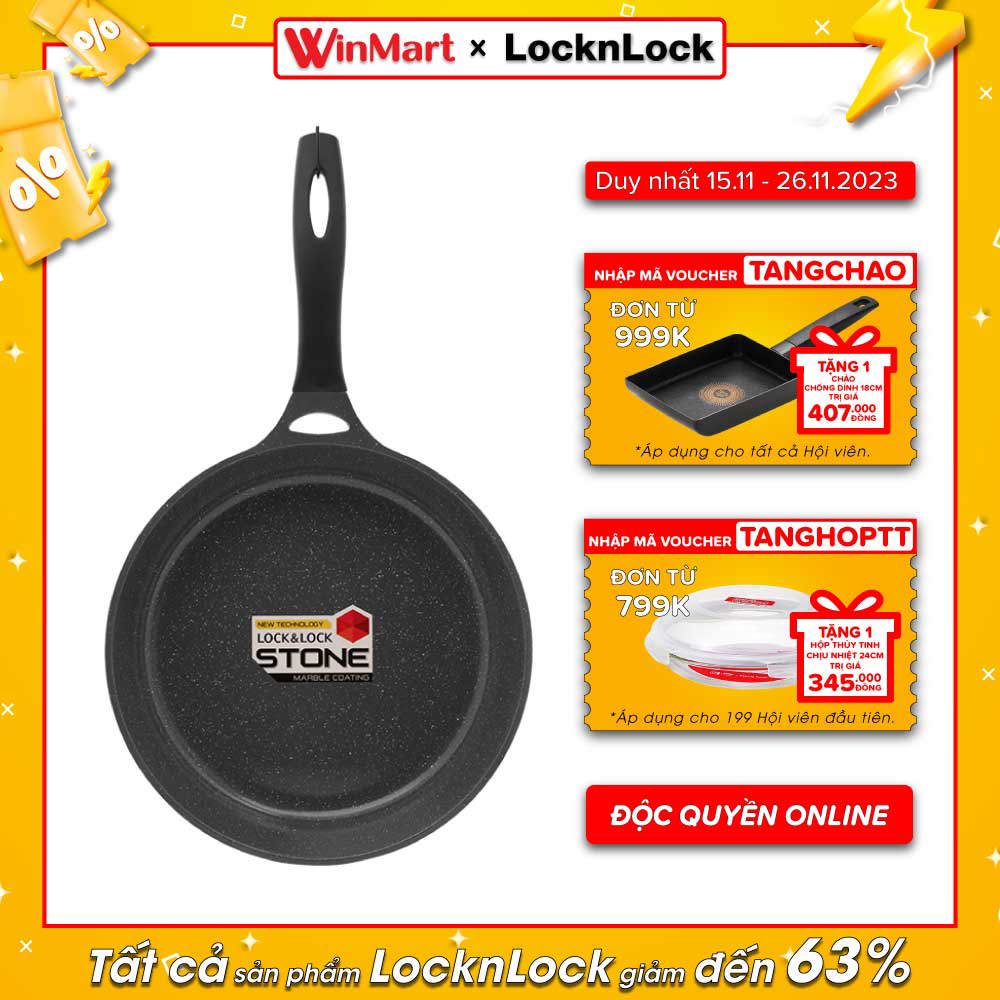 WinMart × LocknLock
%
%
Duy nhất 15.11 - 26.11.2023
NHẬP MÃ VOUCHER TANGCHAO
ĐƠN TỪ
999K
TẶNG 1
CHẢO
CHỐNG DÍNH 18CM
TRỊ GIÁ
407.000
ĐỒNG
*Áp dụng cho tất cả Hội viên.
NHẬP MÃ VOUCHER TANGHOPTT
ĐƠN TỪ
799K
TẶNG 1
HỘP THỦY TINH
CHỊU NHIỆT 24CM
TRỊ GIÁ
345.000
ĐỒNG
*Áp dụng cho 199 Hội viên đầu tiên.
NEW TECHNOLOGY
LOCK&LOCK
STONE
MARBLE COATING
ĐỘC QUYỀN ONLINE
Tất cả sản phẩm LocknLock giảm đến 63%